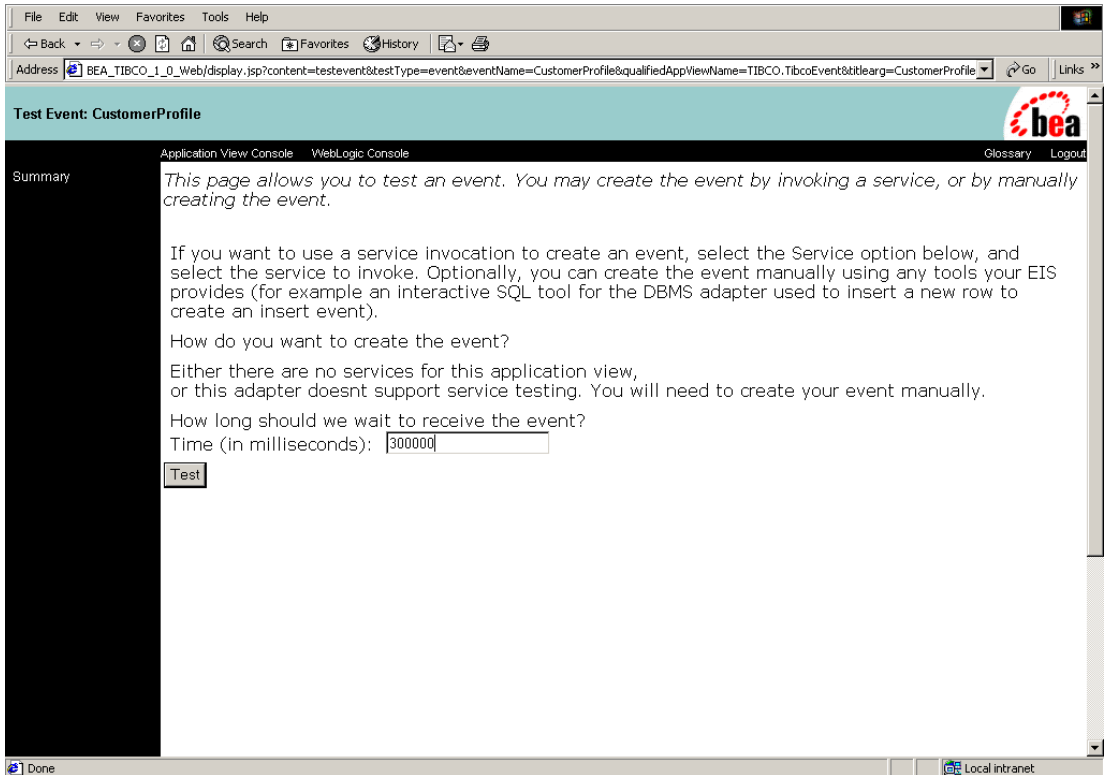 File Edit View Favorites Tools Help
Back Search Favorites History
Address BEA_TIBCO_1_0_Web/display.jsp?content=testevent&testType=event&eventName=CustomerProfile&qualifiedAppViewName=TIBCO.TibcoEvent&titlearg=CustomerProfile Go Links »
Test Event: CustomerProfile
bea
Application View Console WebLogic Console Glossary Logout
Summary
This page allows you to test an event. You may create the event by invoking a service, or by manually
creating the event.
If you want to use a service invocation to create an event, select the Service option below, and
select the service to invoke. Optionally, you can create the event manually using any tools your EIS
provides (for example an interactive SQL tool for the DBMS adapter used to insert a new row to
create an insert event).
How do you want to create the event?
Either there are no services for this application view,
or this adapter doesnt support service testing. You will need to create your event manually.
How long should we wait to receive the event?
Time (in milliseconds): 300000
Test
Done Local intranet